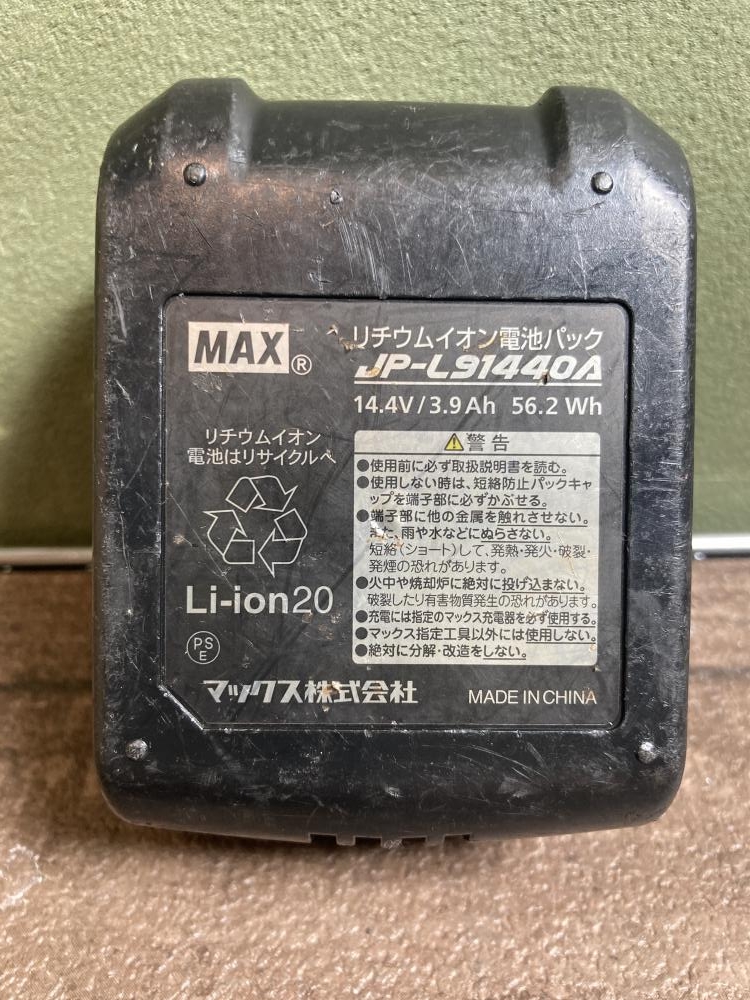 MAX®
リチウムイオン電池パック
JP-L91440A
14.4V/3.9Ah 56.2Wh
リチウムイオン
電池はリサイクルへ
Li-ion20
PS
E
⚠警告
●使用前に必ず取扱説明書を読む。
●使用しない時は、短絡防止パックキャ
ップを端子部に必ずかぶせる。
●端子部に他の金属を触れさせない。
また、雨や水などにぬらさない。
短絡(ショート)して、発熱・発火・破裂・
発煙の恐れがあります。
●火中や焼却炉に絶対に投げ込まない。
破裂したり有害物質発生の恐れがあります。
●充電には指定のマックス充電器を必ず使用する。
●マックス指定工具以外には使用しない。
●絶対に分解・改造をしない。
マックス株式会社
MADE IN CHINA